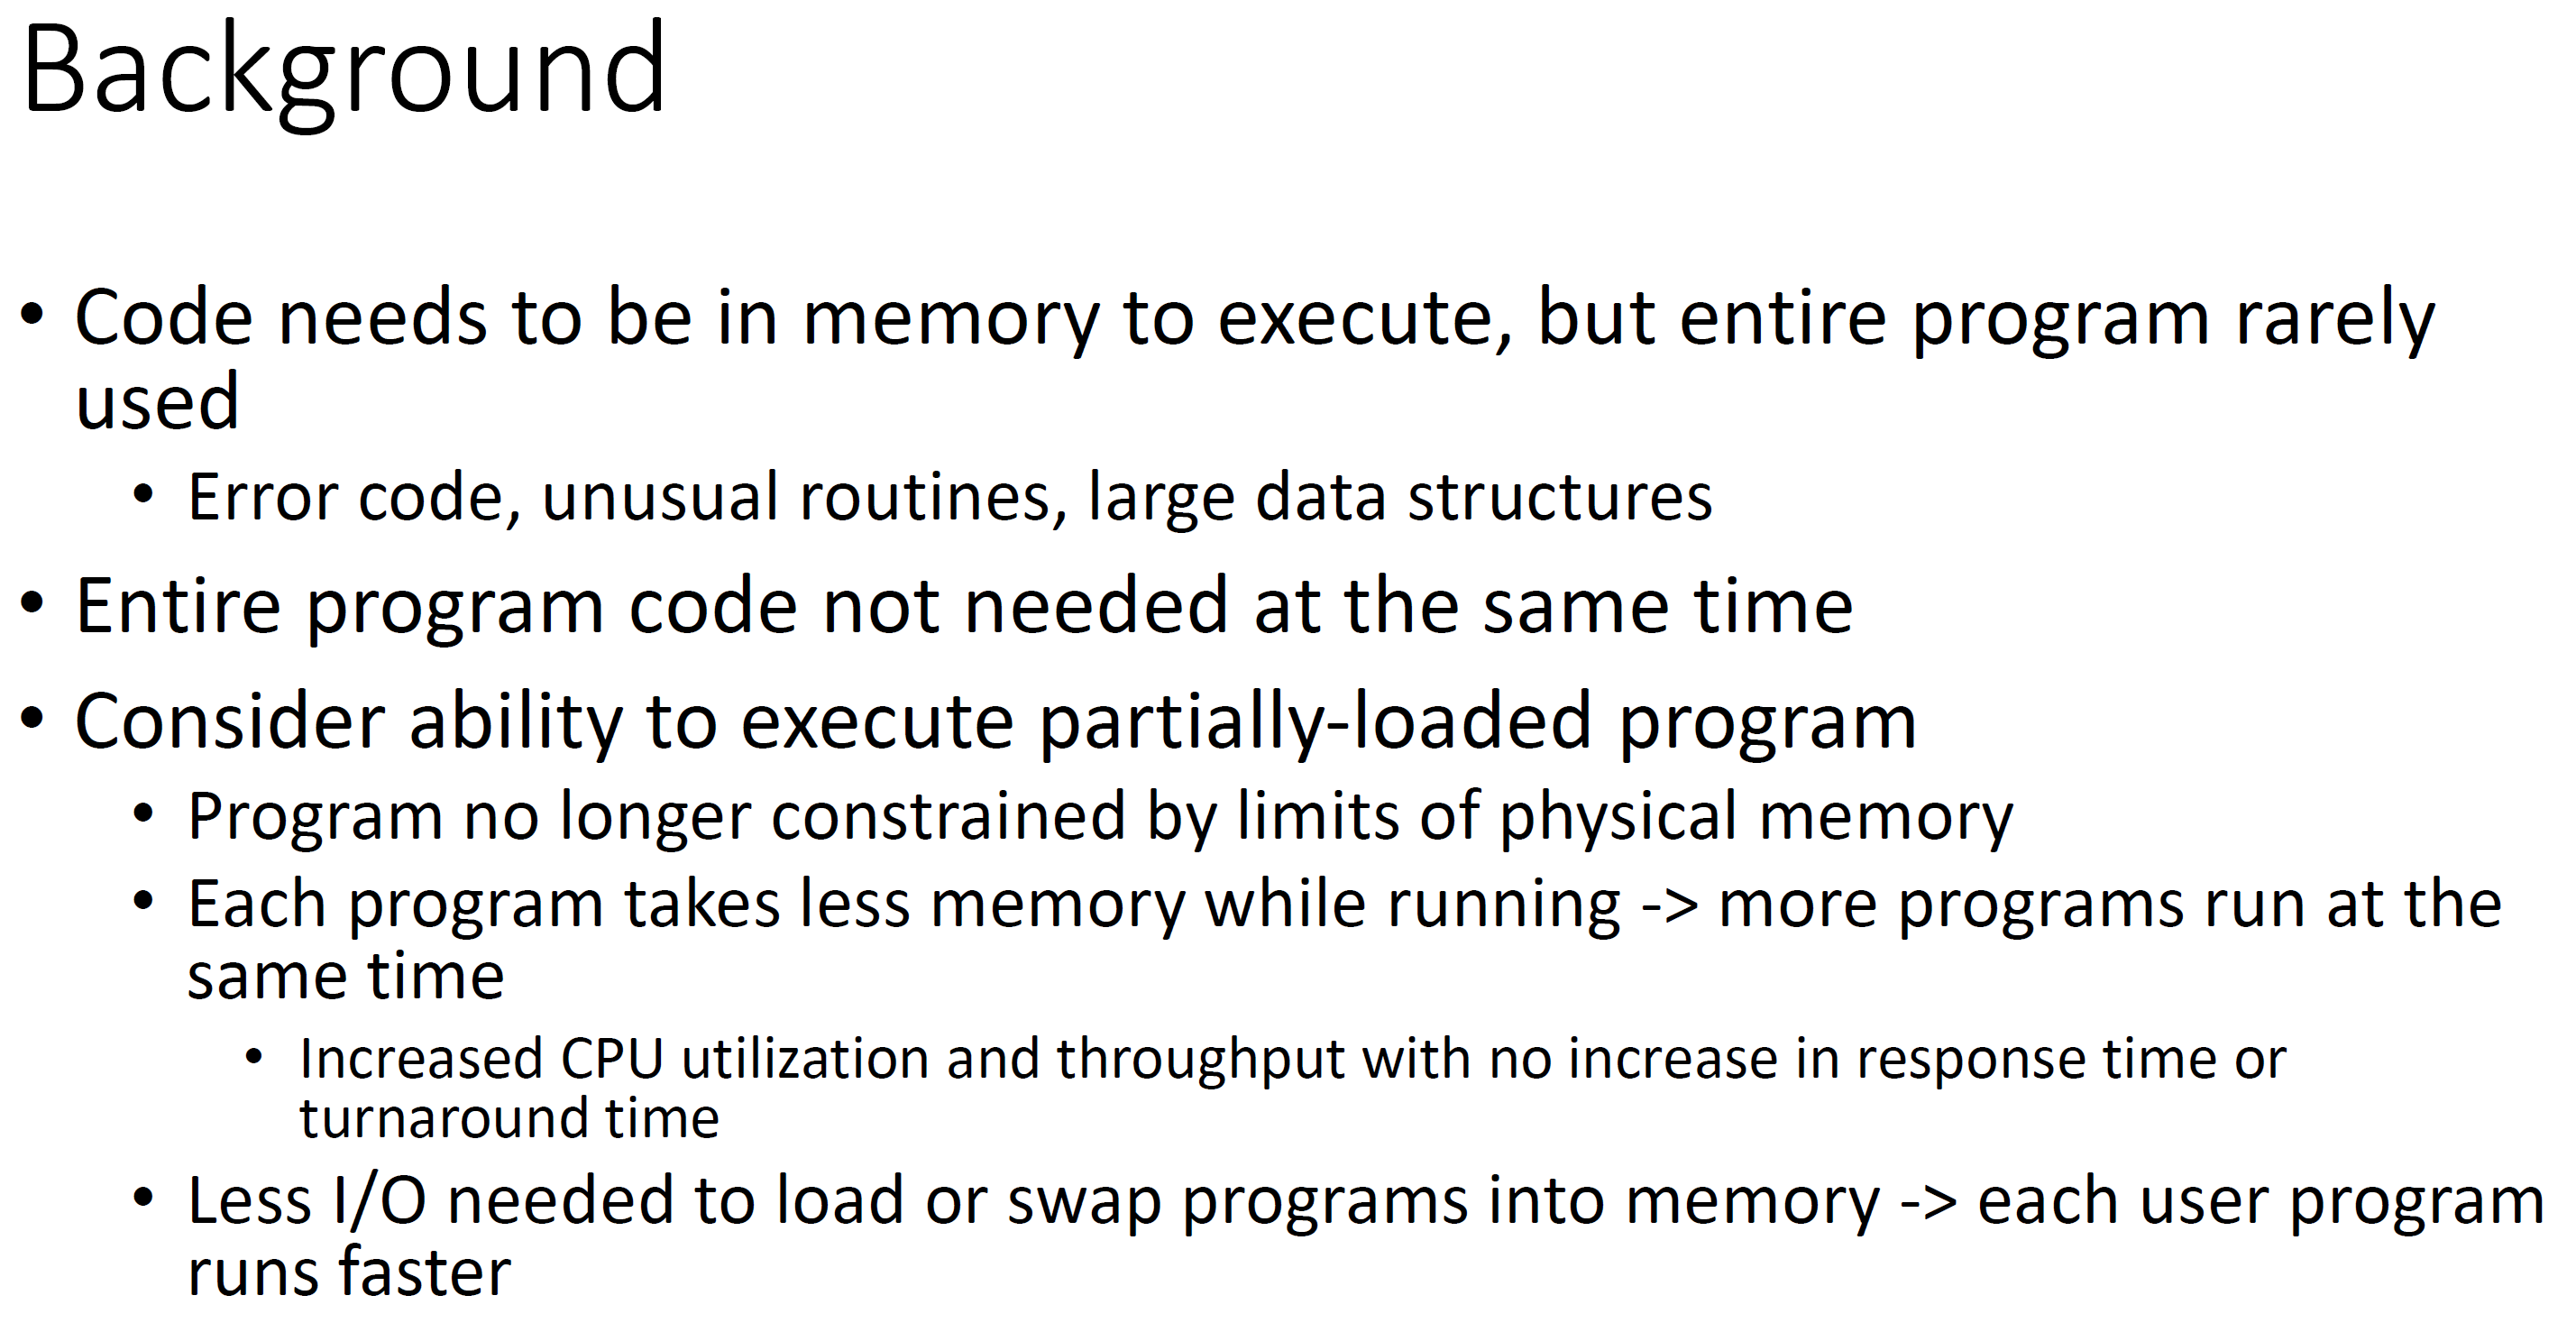 Background
• Code needs to be in memory to execute, but entire program rarely
used
• Error code, unusual routines, large data structures
• Entire program code not needed at the same time
• Consider ability to execute partially-loaded program
• Program no longer constrained by limits of physical memory
• Each program takes less memory while running -> more programs run at the
same time
• Increased CPU utilization and throughput with no increase in response time or
turnaround time
• Less I/O needed to load or swap programs into memory -> each user program
runs faster